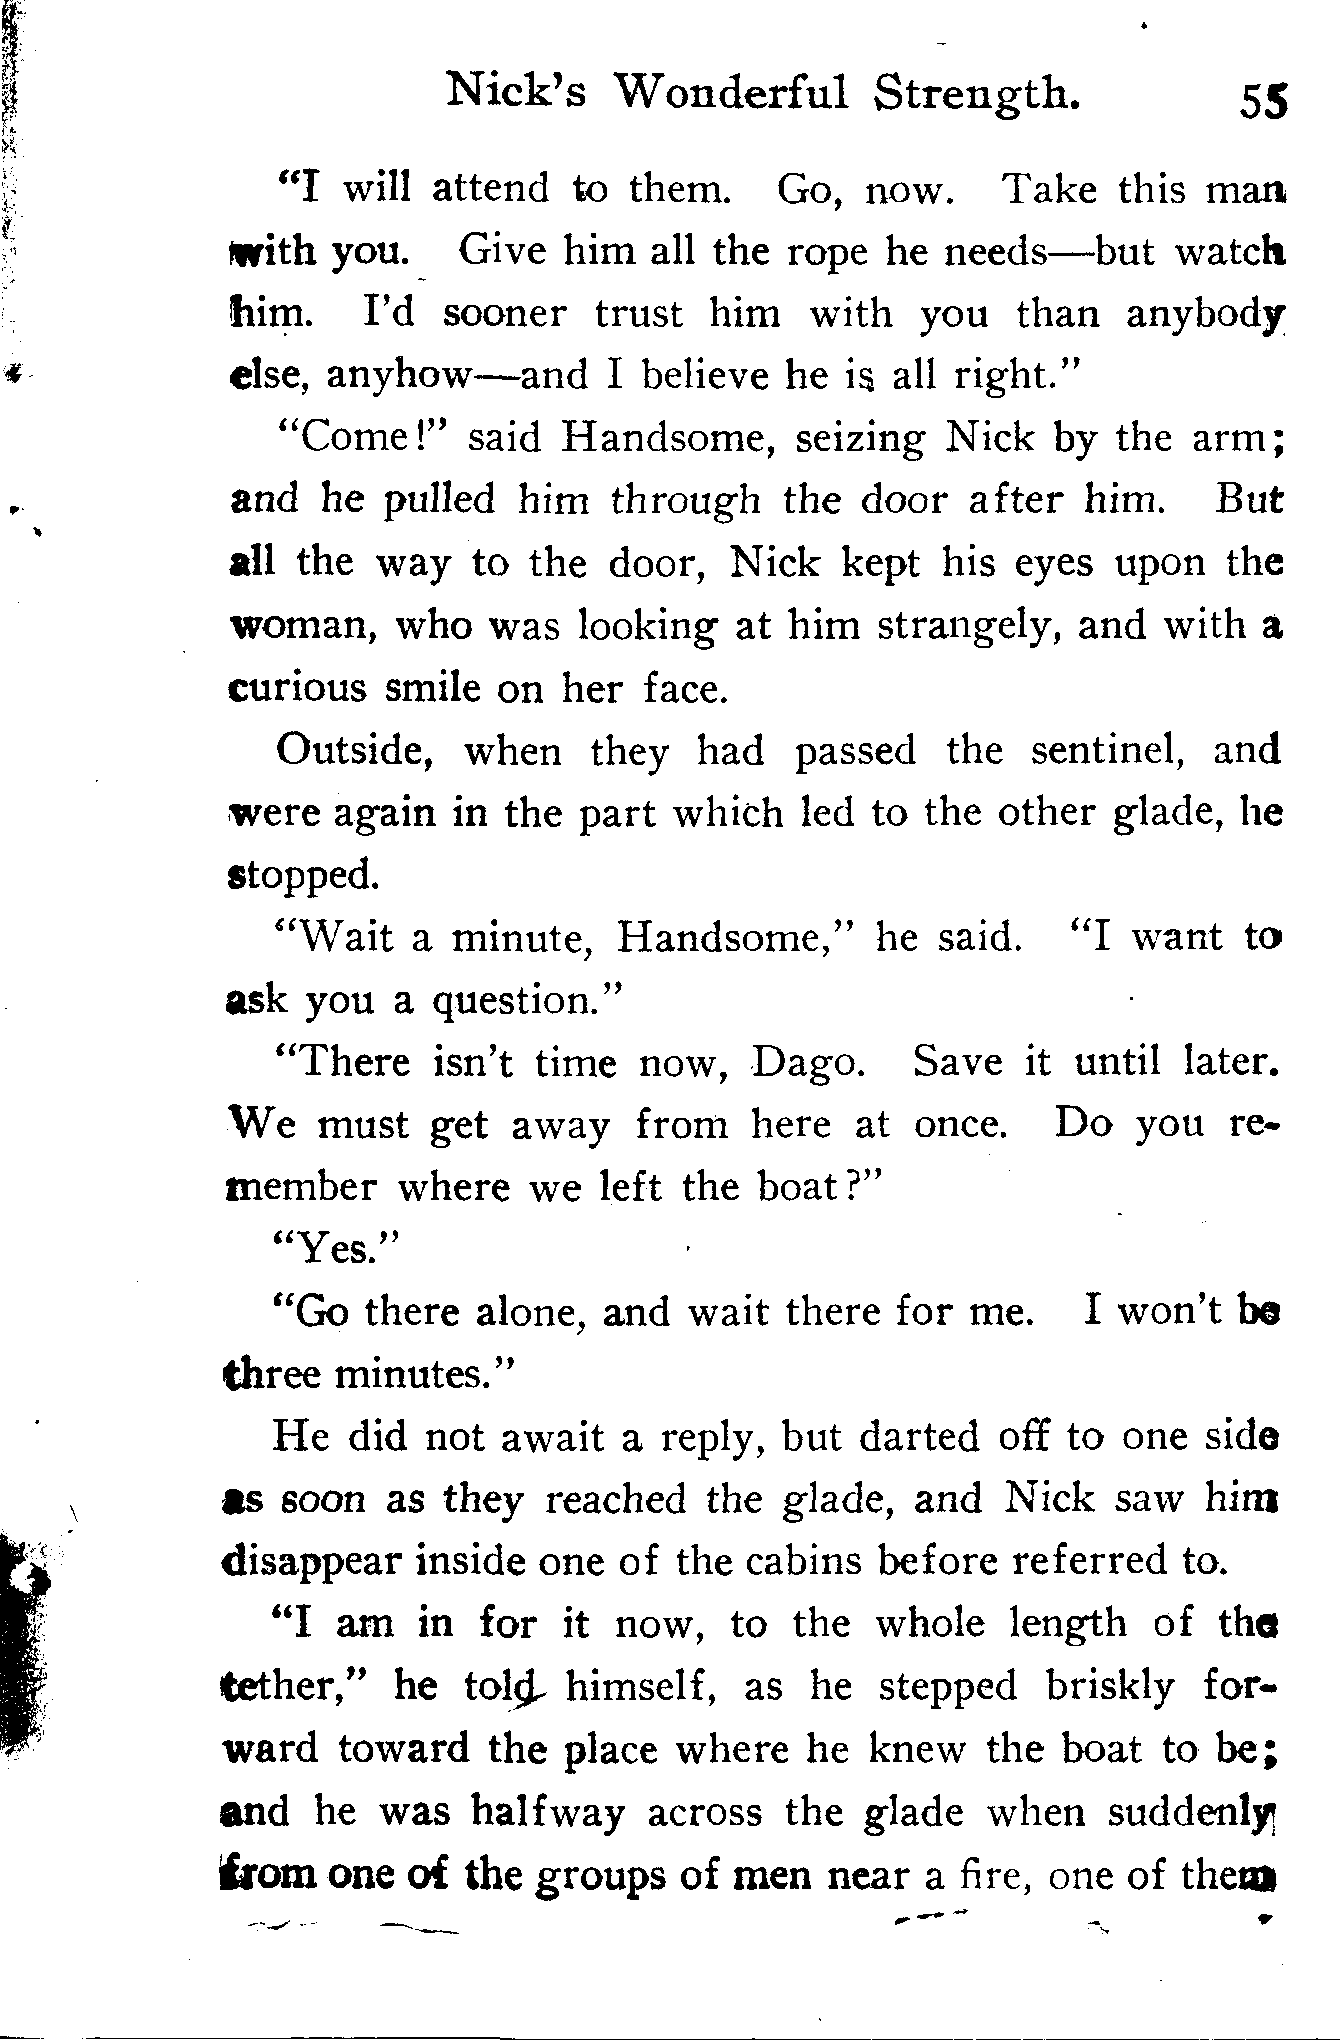 Nick's Wonderful Strength. 55
"I will attend to them. Go, now. Take this man
with you. Give him all the rope he needs—but watch
him. I'd sooner trust him with you than anybody
else, anyhow—and I believe he is all right."
"Come!" said Handsome, seizing Nick by the arm;
and he pulled him through the door after him. But
all the way to the door, Nick kept his eyes upon the
woman, who was looking at him strangely, and with a
curious smile on her face.
Outside, when they had passed the sentinel, and
were again in the part which led to the other glade, he
stopped.
"Wait a minute, Handsome," he said. "I want to
ask you a question."
"There isn't time now, Dago. Save it until later.
We must get away from here at once. Do you re-
member where we left the boat?"
"Yes."
"Go there alone, and wait there for me. I won't be
three minutes."
He did not await a reply, but darted off to one side
as soon as they reached the glade, and Nick saw him
disappear inside one of the cabins before referred to.
"I am in for it now, to the whole length of the
tether," he told himself, as he stepped briskly for-
ward toward the place where he knew the boat to be;
and he was halfway across the glade when suddenly
from one of the groups of men near a fire, one of them